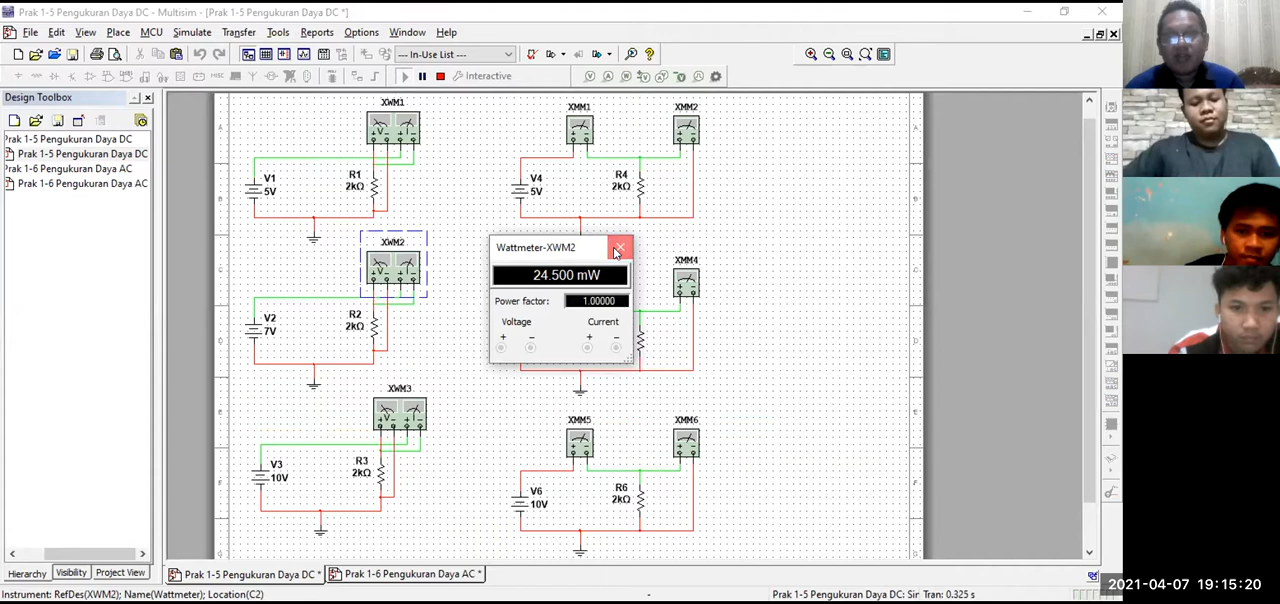 Prak 1-5 Pengukuran Daya DC - Multisim - [Prak 1-5 Pengukuran Daya DC *]
File Edit View Place MCU Simulate Transfer Tools Reports Options Window Help
--- In-Use List ---
Interactive
Design Toolbox
Prak 1-5 Pengukuran Daya DC
Prak 1-5 Pengukuran Daya DC
Prak 1-6 Pengukuran Daya AC
Prak 1-6 Pengukuran Daya AC
XWM1
V1
5V
R1
2kΩ
XMM1
XMM2
V4
5V
R4
2kΩ
XWM2
V2
7V
R2
2kΩ
Wattmeter-XWM2
24.500 mW
Power factor: 1.00000
Voltage Current
+ − + −
XMM4
XWM3
V3
10V
R3
2kΩ
XMM5
XMM6
V6
10V
R6
2kΩ
Hierarchy Visibility Project View
Prak 1-5 Pengukuran Daya DC * Prak 1-6 Pengukuran Daya AC *
Instrument: RefDes(XWM2); Name(Wattmeter); Location(C2)
-
Prak 1-5 Pengukuran Daya DC: Sir Tran: 0.325 s
2021-04-07 19:15:20